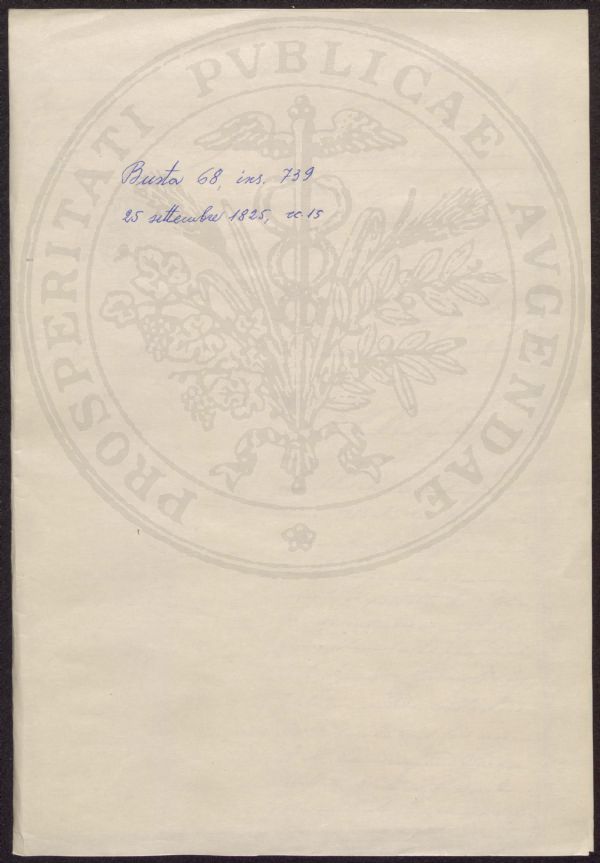 PROSPERITATI PVBLICAE AVGENDAE
Busta 68, ins. 739
25 settembre 1825, cc 15